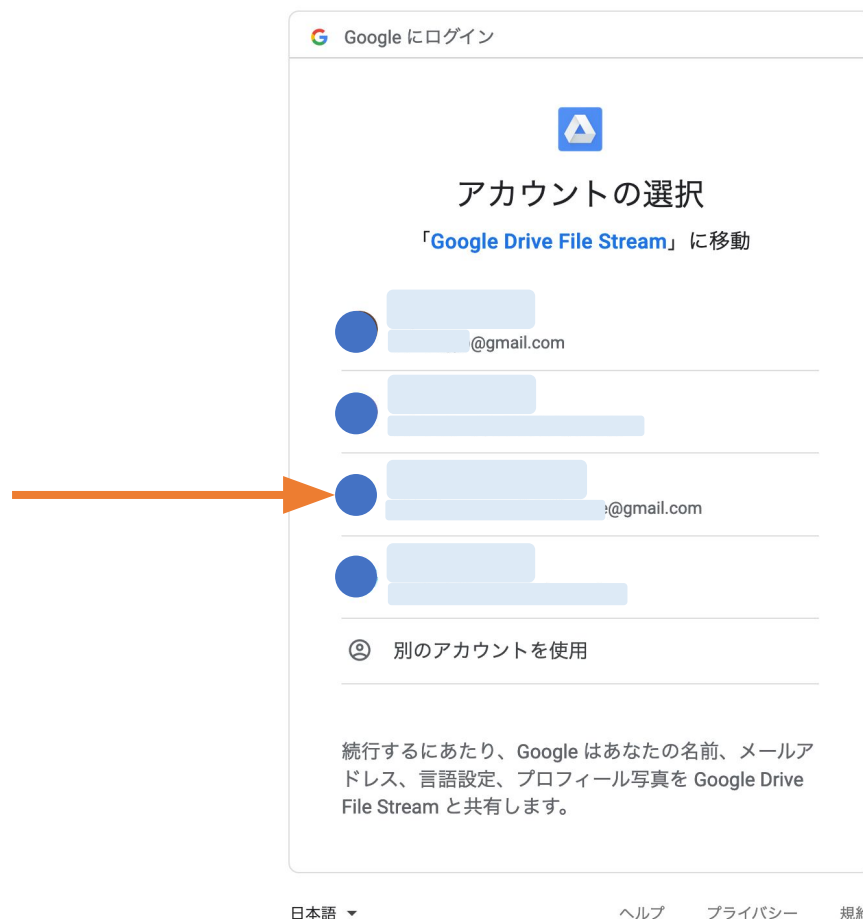 Google にログイン
アカウントの選択
「Google Drive File Stream」に移動
@gmail.com
e@gmail.com
別のアカウントを使用
続行するにあたり、Google はあなたの名前、メールア
ドレス、言語設定、プロフィール写真を Google Drive
File Stream と共有します。
日本語 ヘルプ プライバシー 規約